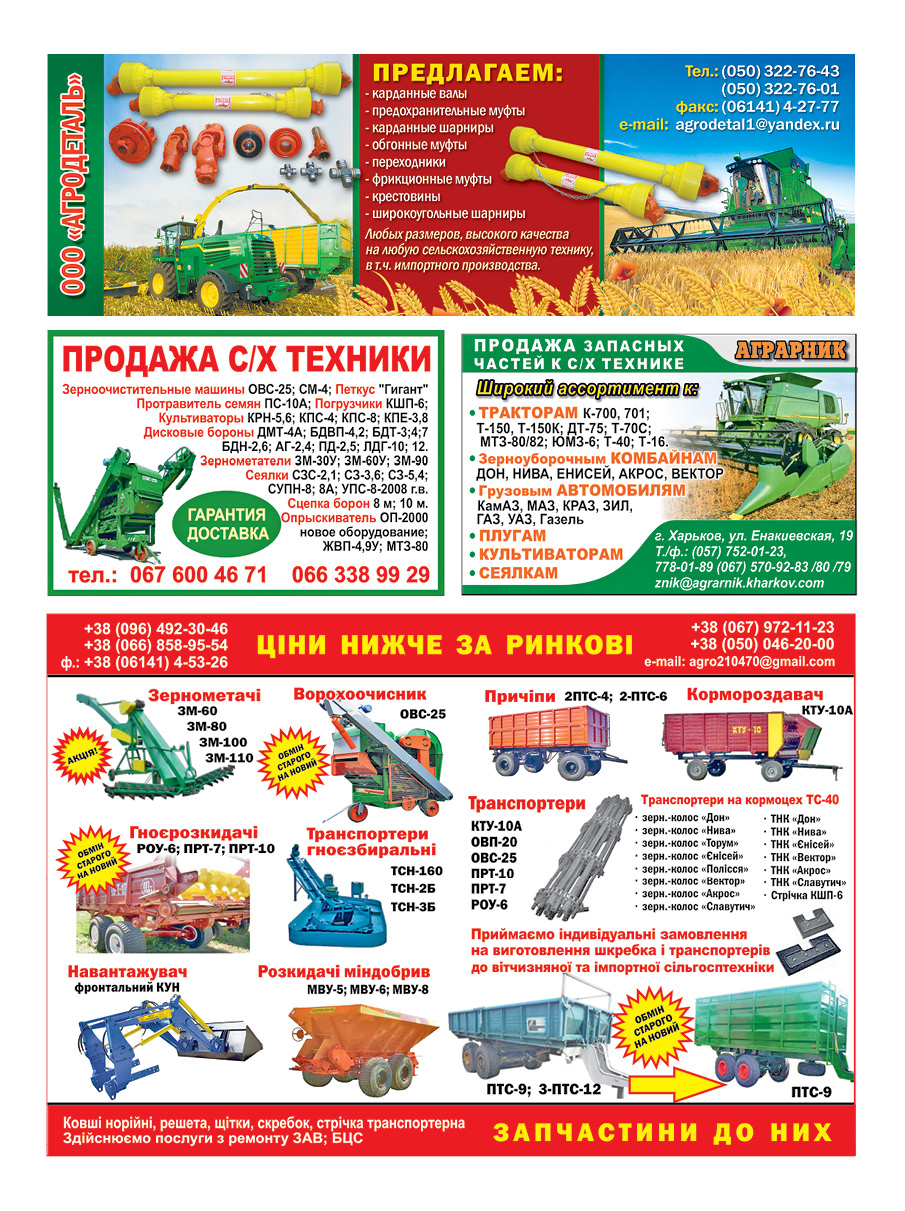 ООО «АГРОДЕТАЛЬ»
ПРЕДЛАГАЕМ:
- карданные валы
- предохранительные муфты
- карданные шарниры
- обгонные муфты
- переходники
- фрикционные муфты
- крестовины
- широкоугольные шарниры
Любых размеров, высокого качества
на любую сельскохозяйственную технику,
в т.ч. импортного производства.
Тел.: (050) 322-76-43
(050) 322-76-01
факс: (06141) 4-27-77
e-mail: agrodetal1@yandex.ru
ПРОДАЖА С/Х ТЕХНИКИ
Зерноочистительные машины ОВС-25; СМ-4; Петкус "Гигант"
Протравитель семян ПС-10А; Погрузчики КШП-6;
Культиваторы КРН-5,6; КПС-4; КПС-8; КПЕ-3,8
Дисковые бороны ДМТ-4А; БДВП-4,2; БДТ-3;4;7
БДН-2,6; АГ-2,4; ПД-2,5; ЛДГ-10; 12.
Зернометатели ЗМ-30У; ЗМ-60У; ЗМ-90
Сеялки СЗС-2,1; СЗ-3,6; СЗ-5,4;
СУПН-8; 8А; УПС-8-2008 г.в.
Сцепка борон 8 м; 10 м.
Опрыскиватель ОП-2000
новое оборудование;
ЖВП-4,9У; МТЗ-80
ГАРАНТИЯ
ДОСТАВКА
тел.: 067 600 46 71 066 338 99 29
ПРОДАЖА ЗАПАСНЫХ
ЧАСТЕЙ К С/Х ТЕХНИКЕ
АГРАРНИК
Широкий ассортимент к:
• ТРАКТОРАМ К-700, 701;
Т-150, Т-150К; ДТ-75; Т-70С;
МТЗ-80/82; ЮМЗ-6; Т-40; Т-16.
• Зерноуборочным КОМБАЙНАМ
ДОН, НИВА, ЕНИСЕЙ, АКРОС, ВЕКТОР
• Грузовым АВТОМОБИЛЯМ
КамАЗ, МАЗ, КРАЗ, ЗИЛ,
ГАЗ, УАЗ, Газель
• ПЛУГАМ
• КУЛЬТИВАТОРАМ
• СЕЯЛКАМ
г. Харьков, ул. Енакиевская, 19
Т./ф.: (057) 752-01-23,
778-01-89 (067) 570-92-83 /80 /79
znik@agrarnik.kharkov.com
+38 (096) 492-30-46
+38 (066) 858-95-54
ф.: +38 (06141) 4-53-26
ЦІНИ НИЖЧЕ ЗА РИНКОВІ
+38 (067) 972-11-23
+38 (050) 046-20-00
e-mail: agro210470@gmail.com
Зернометачі
ЗМ-60
ЗМ-80
ЗМ-100
ЗМ-110
АКЦІЯ!
Ворохоочисник
ОВС-25
ОБМІН
СТАРОГО
НА НОВИЙ
Причіпи 2ПТС-4; 2-ПТС-6
Кормороздавач
КТУ-10А
КТУ - 10
Гноєрозкидачі
РОУ-6; ПРТ-7; ПРТ-10
ОБМІН
СТАРОГО
НА НОВИЙ
Транспортери
гноєзбиральні
ТСН-160
ТСН-2Б
ТСН-3Б
Транспортери
КТУ-10А
ОВП-20
ОВС-25
ПРТ-10
ПРТ-7
РОУ-6
Транспортери на кормоцех ТС-40
· зерн.-колос «Дон»
· зерн.-колос «Нива»
· зерн.-колос «Торум»
· зерн.-колос «Єнісей»
· зерн.-колос «Полісся»
· зерн.-колос «Вектор»
· зерн.-колос «Акрос»
· зерн.-колос «Славутич»
· ТНК «Дон»
· ТНК «Нива»
· ТНК «Єнісей»
· ТНК «Вектор»
· ТНК «Акрос»
· ТНК «Славутич»
· Стрічка КШП-6
Приймаємо індивідуальні замовлення
на виготовлення шкребка і транспортерів
до вітчизняної та імпортної сільгосптехніки
Навантажувач
фронтальний КУН
Розкидачі міндобрив
МВУ-5; МВУ-6; МВУ-8
ОБМІН
СТАРОГО
НА НОВИЙ
ПТС-9; 3-ПТС-12
ПТС-9
Ковші норійні, решета, щітки, скребок, стрічка транспортерна
Здійснюємо послуги з ремонту ЗАВ; БЦС
ЗАПЧАСТИНИ ДО НИХ